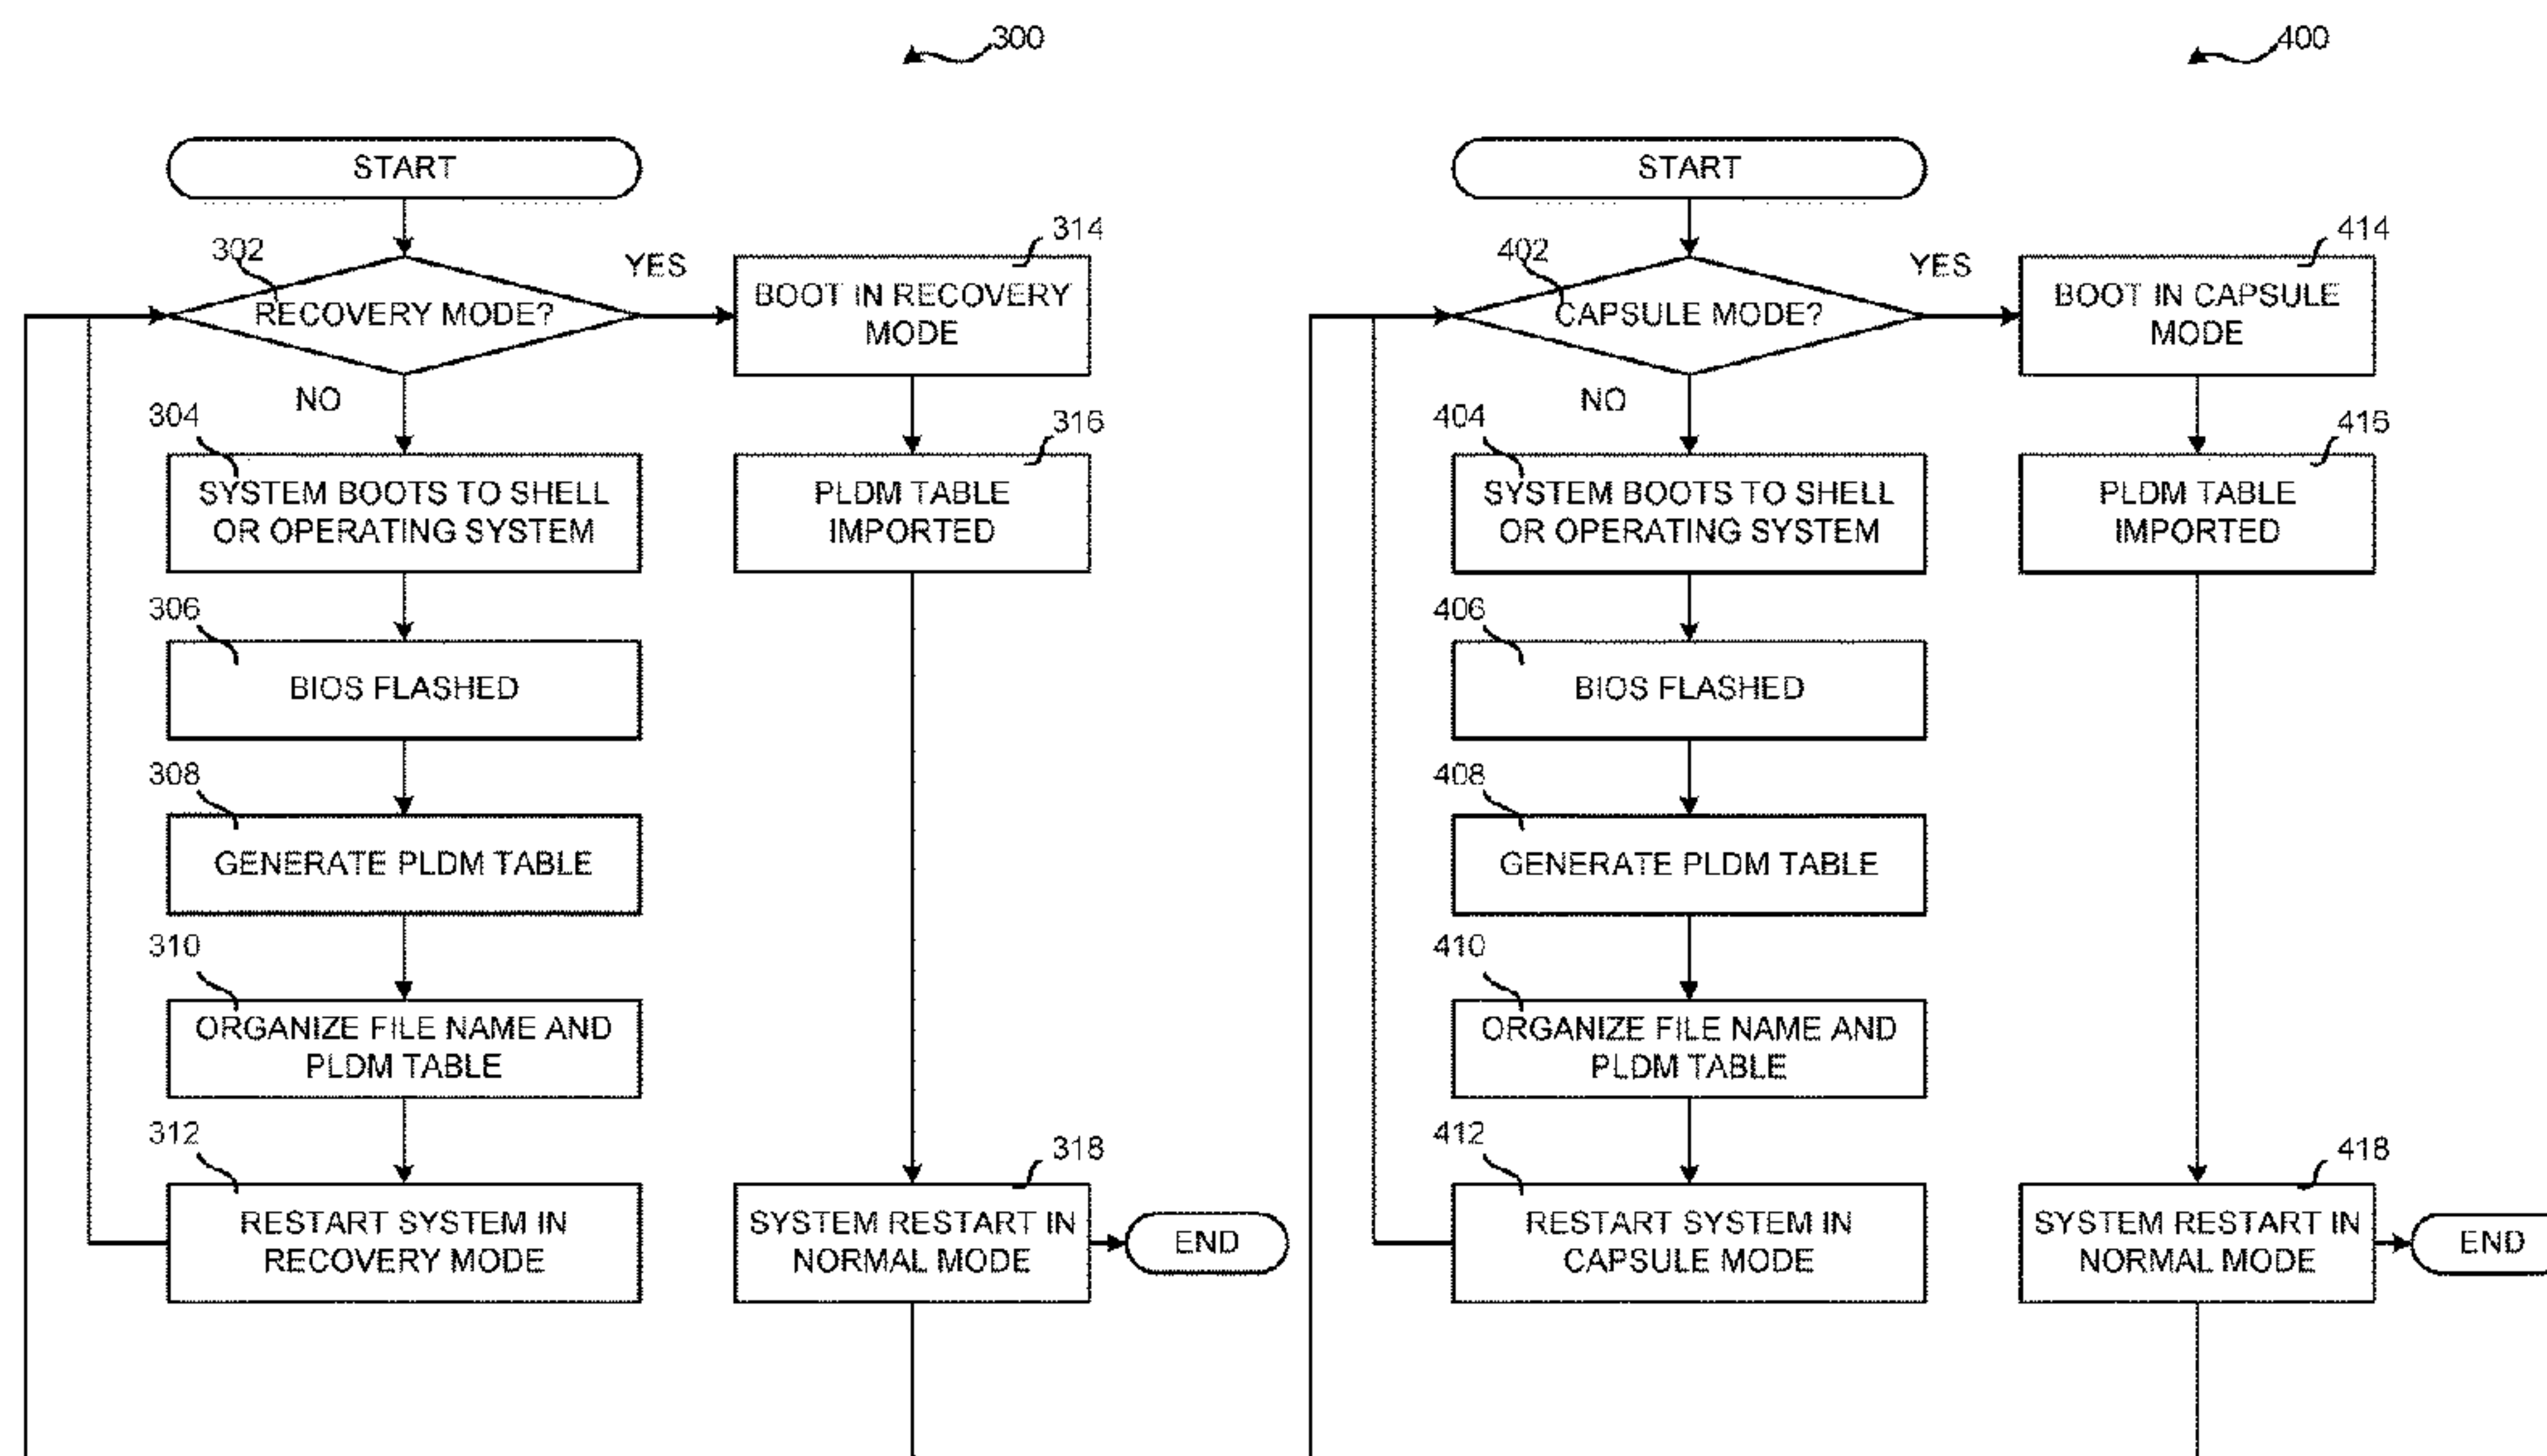 300
START
302
RECOVERY MODE?
YES
314
BOOT IN RECOVERY
MODE
NO
304
SYSTEM BOOTS TO SHELL
OR OPERATING SYSTEM
316
PLDM TABLE
IMPORTED
306
BIOS FLASHED
308
GENERATE PLDM TABLE
310
ORGANIZE FILE NAME AND
PLDM TABLE
312
RESTART SYSTEM IN
RECOVERY MODE
318
SYSTEM RESTART IN
NORMAL MODE
END
400
START
402
CAPSULE MODE?
YES
414
BOOT IN CAPSULE
MODE
NO
404
SYSTEM BOOTS TO SHELL
OR OPERATING SYSTEM
416
PLDM TABLE
IMPORTED
406
BIOS FLASHED
408
GENERATE PLDM TABLE
410
ORGANIZE FILE NAME AND
PLDM TABLE
412
RESTART SYSTEM IN
CAPSULE MODE
418
SYSTEM RESTART IN
NORMAL MODE
END